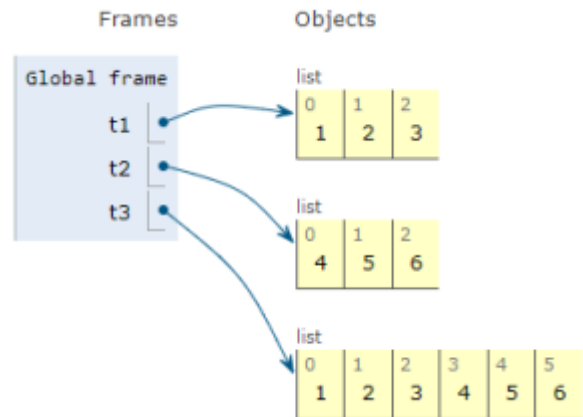 Frames Objects
Global frame
t1
t2
t3
list
0 1 2
1 2 3
list
0 1 2
4 5 6
list
0 1 2 3 4 5
1 2 3 4 5 6